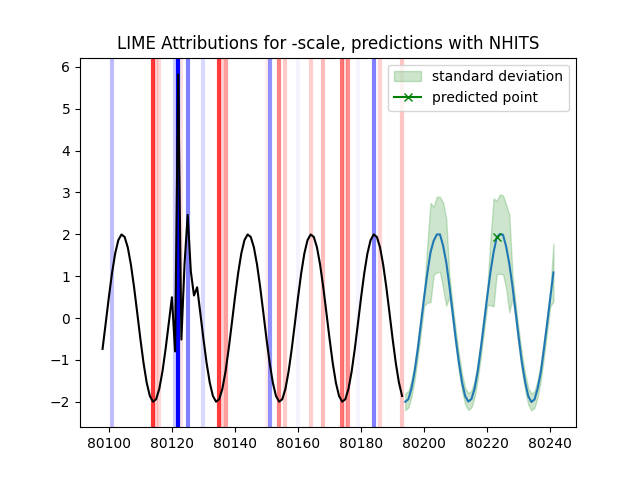 LIME Attributions for -scale, predictions with NHITS
standard deviation
predicted point
6
5
4
3
2
1
0
−1
−2
80100 80120 80140 80160 80180 80200 80220 80240